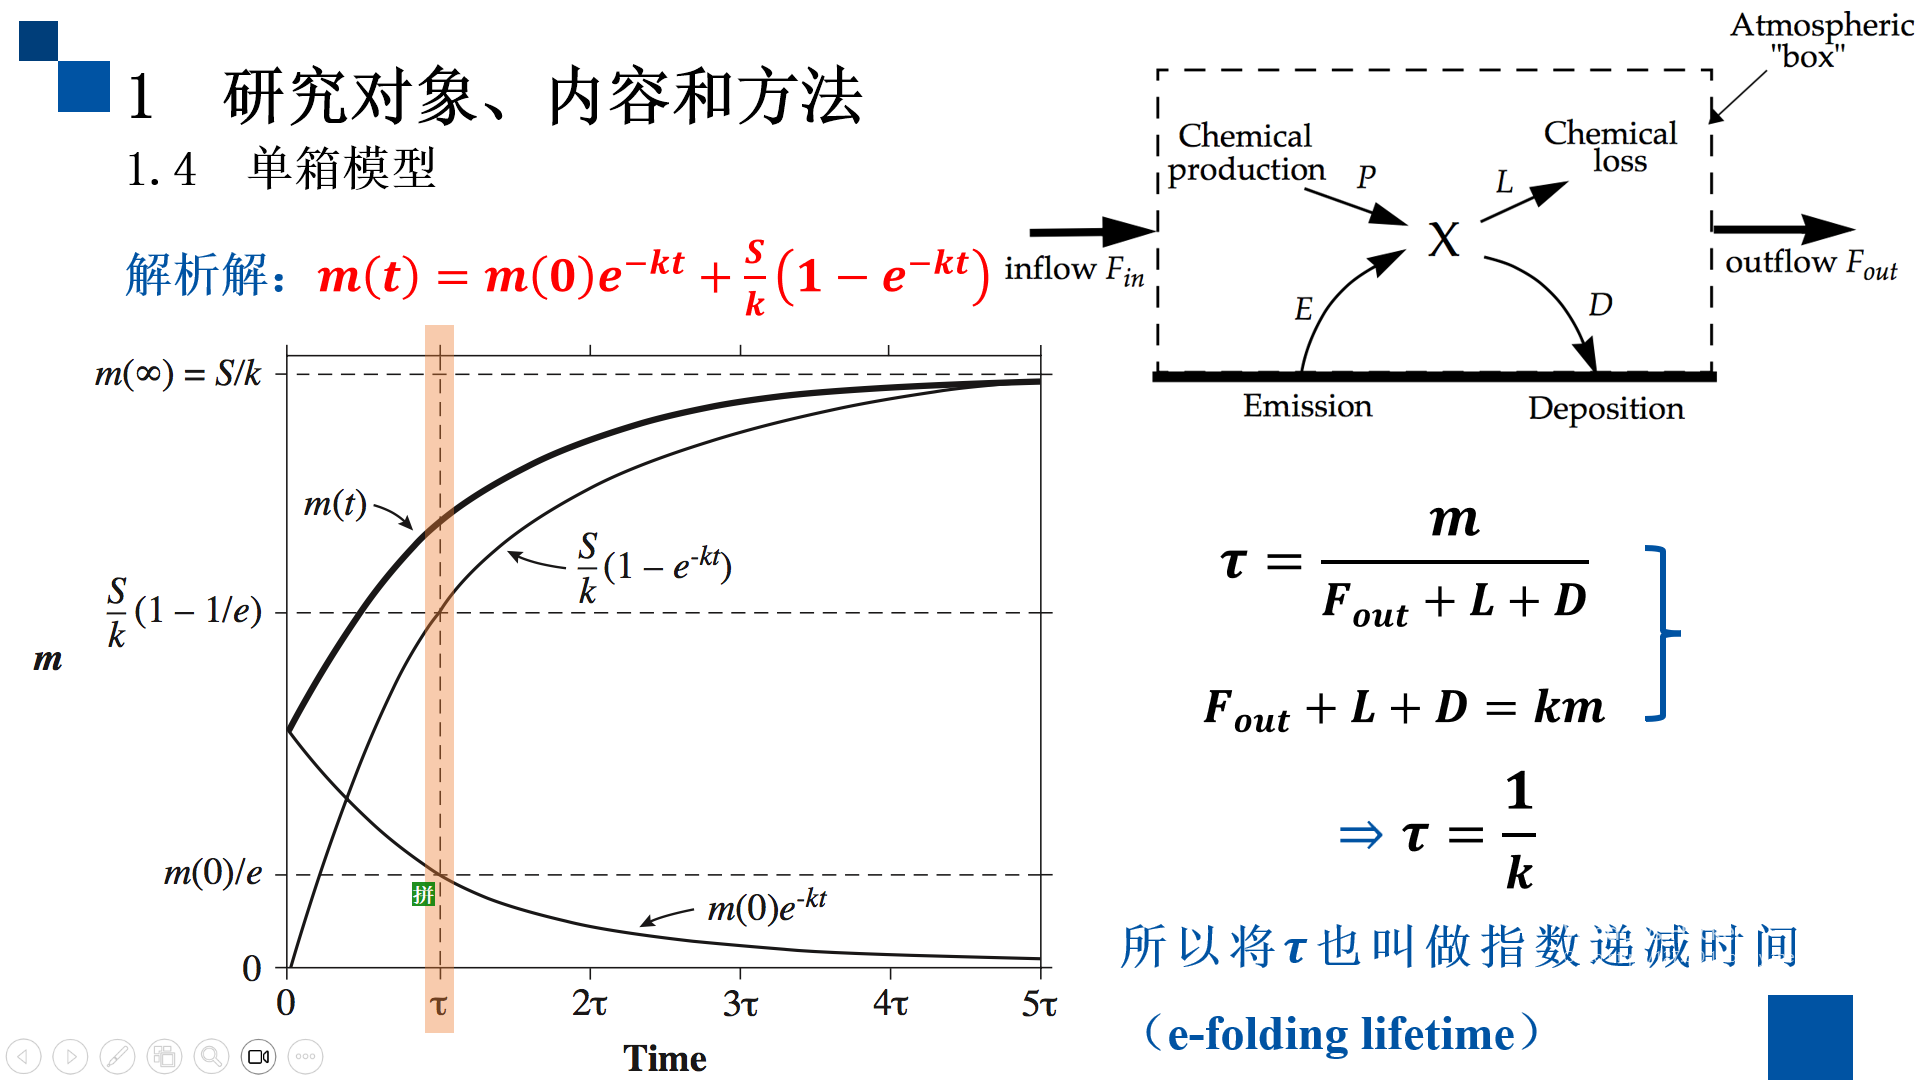 1 研究对象、内容和方法
1.4 单箱模型
解析解：m(t) = m(0)e^{-kt} + \frac{S}{k}(1 − e^{-kt})
Atmospheric
"box"
Chemical
production
P
L
Chemical
loss
X
inflow F_{in}
outflow F_{out}
E
D
Emission
Deposition
m(∞) = S/k
m(t)
\frac{S}{k}(1 − e^{-kt})
\frac{S}{k}(1 − 1/e)
m
m(0)/e
拼
m(0)e^{-kt}
0
0 τ 2τ 3τ 4τ 5τ
Time
τ = \frac{m}{F_{out} + L + D}
F_{out} + L + D = km
⇒ τ = \frac{1}{k}
所以将τ也叫做指数递减时间
（e-folding lifetime）